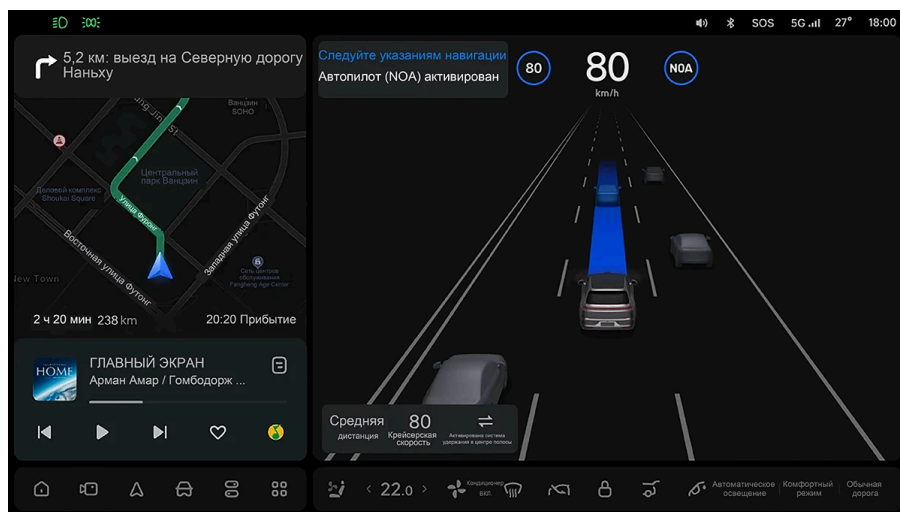 SOS 5G 27° 18:00
5,2 км: выезд на Северную дорогу
Наньху
Следуйте указаниям навигации
Автопилот (NOA) активирован
80
80
km/h
NOA
Jing St
Ванцзин
SOHO
Центральный
парк Ванцзин
Деловой комплекс
Shoukai Square
Улица Фуронг
Восточная улица Футонг
Западная улица Футонг
Сеть центров
обслуживания
Fangheng Age Center
New Town
2 ч 20 мин 238 km
20:20 Прибытие
HOME
ГЛАВНЫЙ ЭКРАН
Арман Амар / Гомбодорж ...
Средняя
дистанция
80
Крейсерская
скорость
Активирована система
удержания в центре полосы
< 22.0 >
Кондиционер
вкл.
Автоматическое
освещение
Комфортный
режим
Обычная
дорога